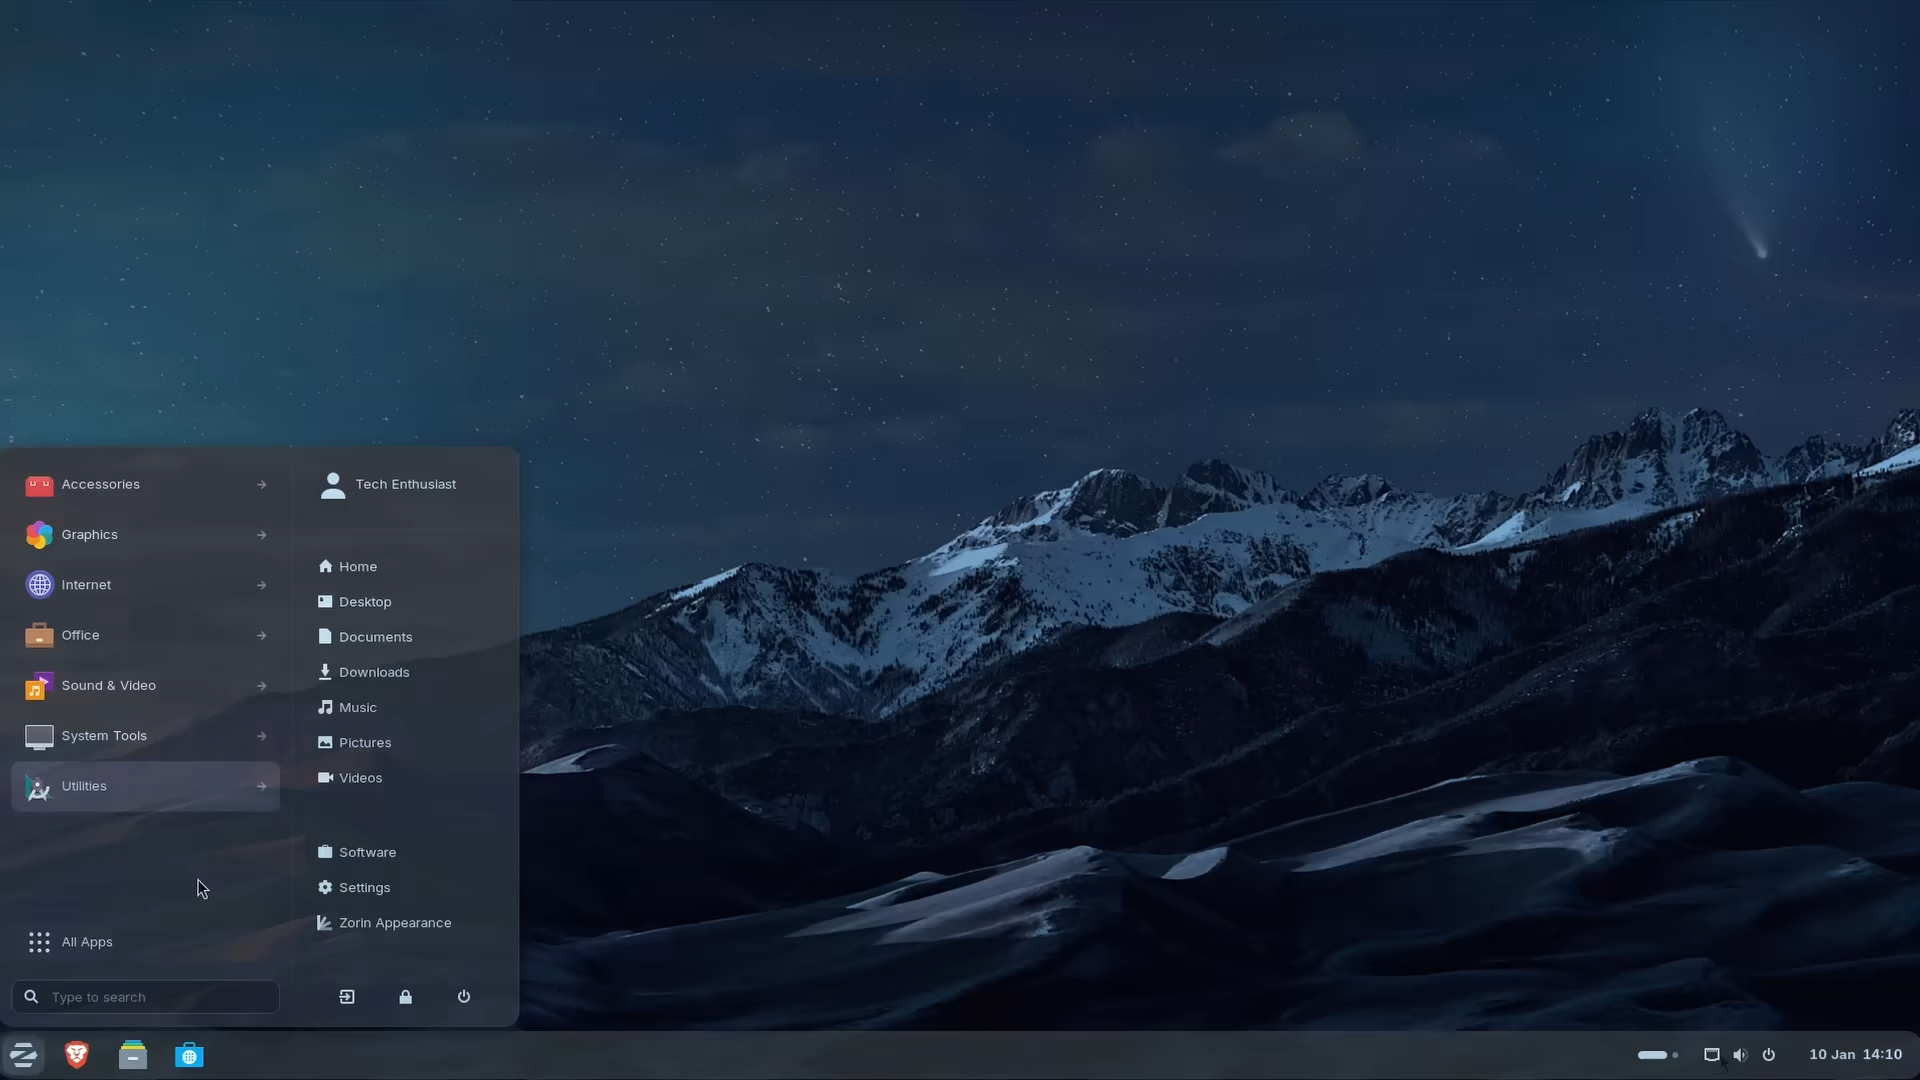 Accessories
Graphics
Internet
Office
Sound & Video
System Tools
Utilities
All Apps
Type to search
Tech Enthusiast
Home
Desktop
Documents
Downloads
Music
Pictures
Videos
Software
Settings
Zorin Appearance
10 Jan 14:10